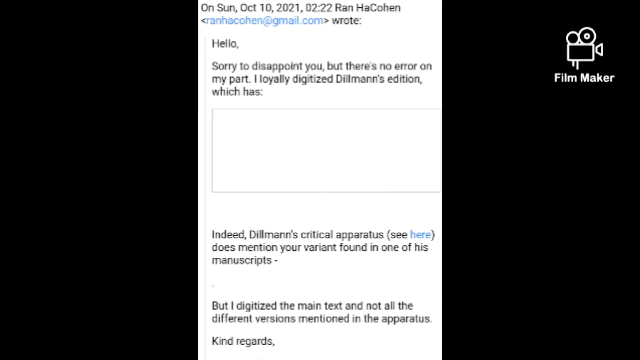 On Sun, Oct 10, 2021, 02:22 Ran HaCohen
<ranhacohen@gmail.com> wrote:
Hello,
Sorry to disappoint you, but there's no error on
my part. I loyally digitized Dillmann's edition,
which has:
Indeed, Dillmann's critical apparatus (see here)
does mention your variant found in one of his
manuscripts -
.
But I digitized the main text and not all the
different versions mentioned in the apparatus.
Kind regards,
Film Maker